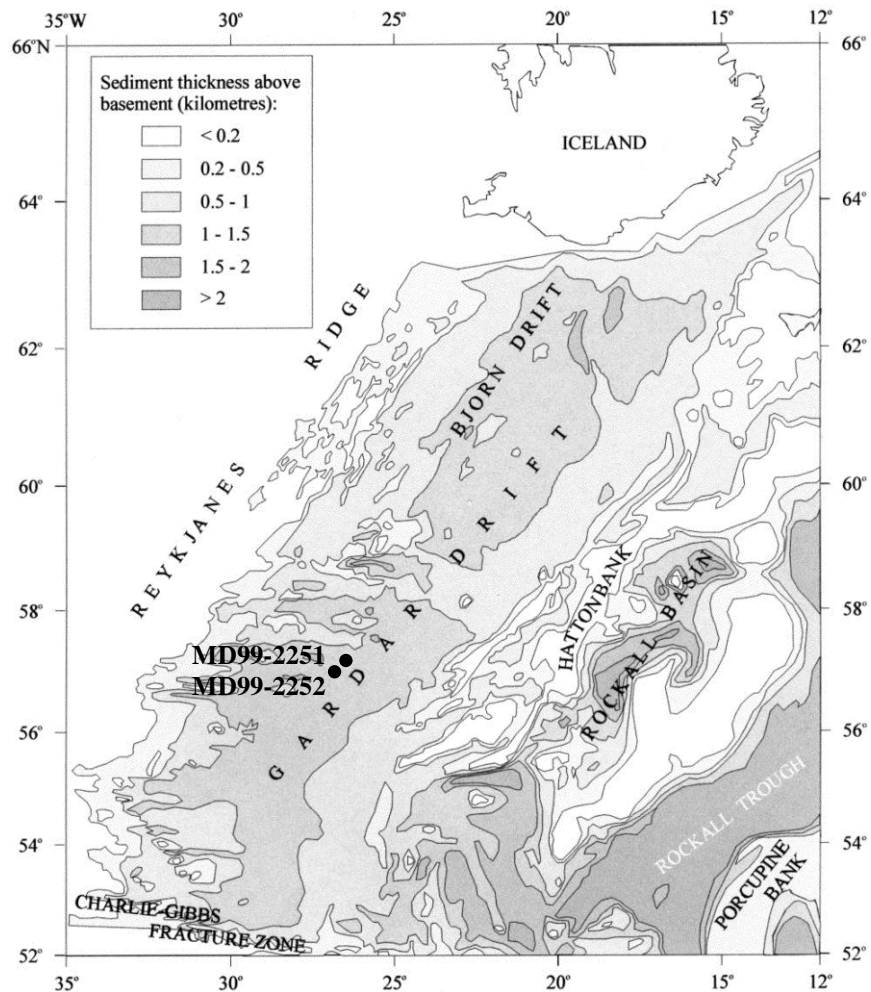 35°W 30° 25° 20° 15° 12°
66°N 66°
Sediment thickness above
basement (kilometres):
< 0.2
0.2 - 0.5
0.5 - 1
1 - 1.5
1.5 - 2
> 2
ICELAND
64° 64°
REYKJANES RIDGE
BJORN DRIFT
62° 62°
GARDAR DRIFT
60° 60°
HATTON BANK
ROCKALL BASIN
58° 58°
MD99-2251
MD99-2252
56° 56°
ROCKALL TROUGH
54° 54°
PORCUPINE
BANK
CHARLIE-GIBBS
FRACTURE ZONE
52° 52°
35° 30° 25° 20° 15° 12°